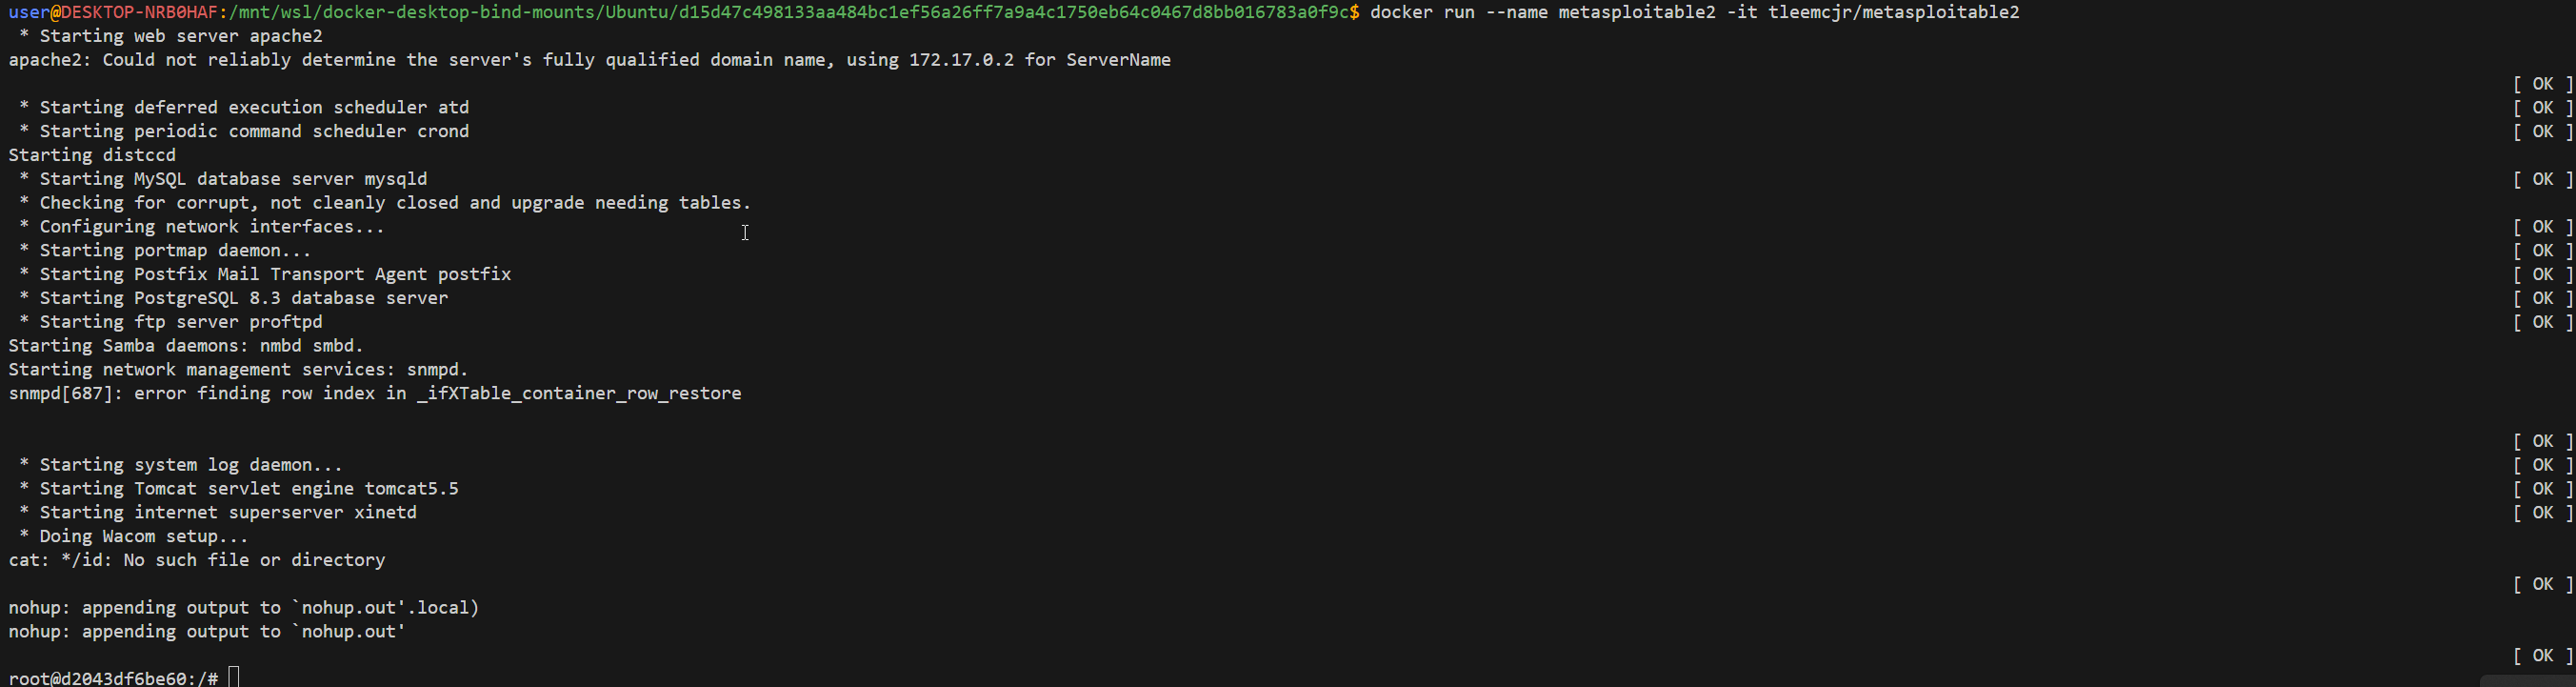 user@DESKTOP-NRB0HAF:/mnt/wsl/docker-desktop-bind-mounts/Ubuntu/d15d47c498133aa484bc1ef56a26ff7a9a4c1750eb64c0467d8bb016783a0f9c$ docker run --name metasploitable2 -it tleemcjr/metasploitable2
 * Starting web server apache2
apache2: Could not reliably determine the server's fully qualified domain name, using 172.17.0.2 for ServerName
[ OK ]
 * Starting deferred execution scheduler atd [ OK ]
 * Starting periodic command scheduler crond [ OK ]
Starting distccd
 * Starting MySQL database server mysqld [ OK ]
 * Checking for corrupt, not cleanly closed and upgrade needing tables.
 * Configuring network interfaces... [ OK ]
 * Starting portmap daemon... [ OK ]
 * Starting Postfix Mail Transport Agent postfix [ OK ]
 * Starting PostgreSQL 8.3 database server [ OK ]
 * Starting ftp server proftpd [ OK ]
Starting Samba daemons: nmbd smbd.
Starting network management services: snmpd.
snmpd[687]: error finding row index in _ifXTable_container_row_restore
[ OK ]
 * Starting system log daemon... [ OK ]
 * Starting Tomcat servlet engine tomcat5.5 [ OK ]
 * Starting internet superserver xinetd [ OK ]
 * Doing Wacom setup...
cat: */id: No such file or directory
[ OK ]
nohup: appending output to `nohup.out'.local)
nohup: appending output to `nohup.out'
[ OK ]
root@d2043df6be60:/#